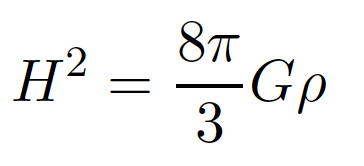 H² = 8π/3 Gρ